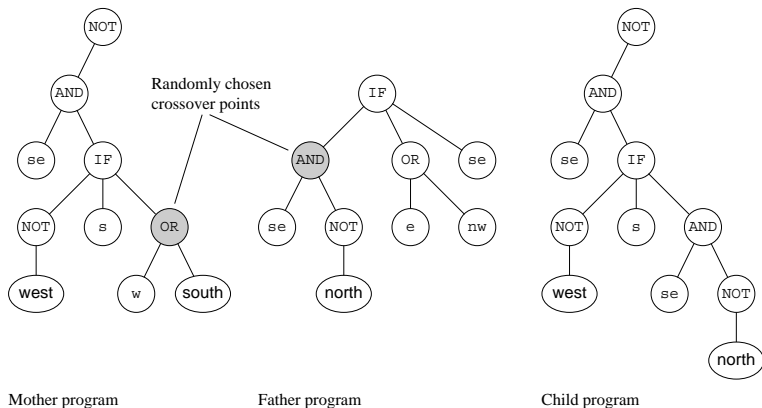 NOT
NOT
AND
Randomly chosen
crossover points
IF
AND
se
IF
AND
OR
se
se
IF
NOT
s
OR
se
NOT
e
nw
NOT
s
AND
west
w
south
north
west
se
NOT
north
Mother program
Father program
Child program